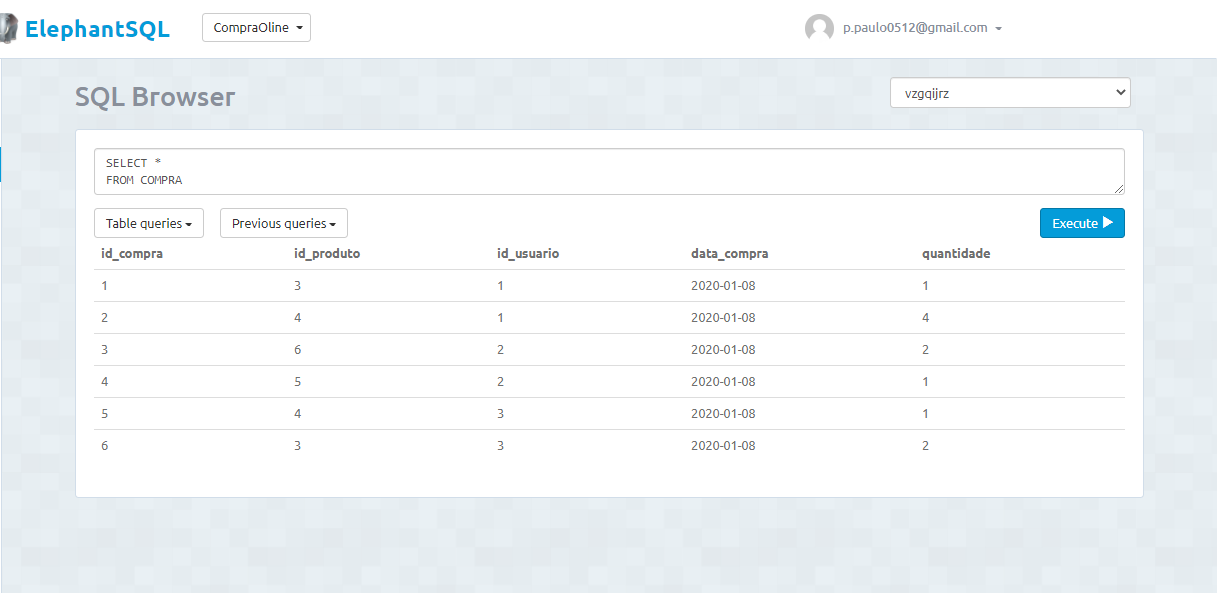 ElephantSQL CompraOline p.paulo0512@gmail.com
SQL Browser vzgqijrz
SELECT *
FROM COMPRA
Table queries Previous queries Execute
id_compra id_produto id_usuario data_compra quantidade
1 3 1 2020-01-08 1
2 4 1 2020-01-08 4
3 6 2 2020-01-08 2
4 5 2 2020-01-08 1
5 4 3 2020-01-08 1
6 3 3 2020-01-08 2